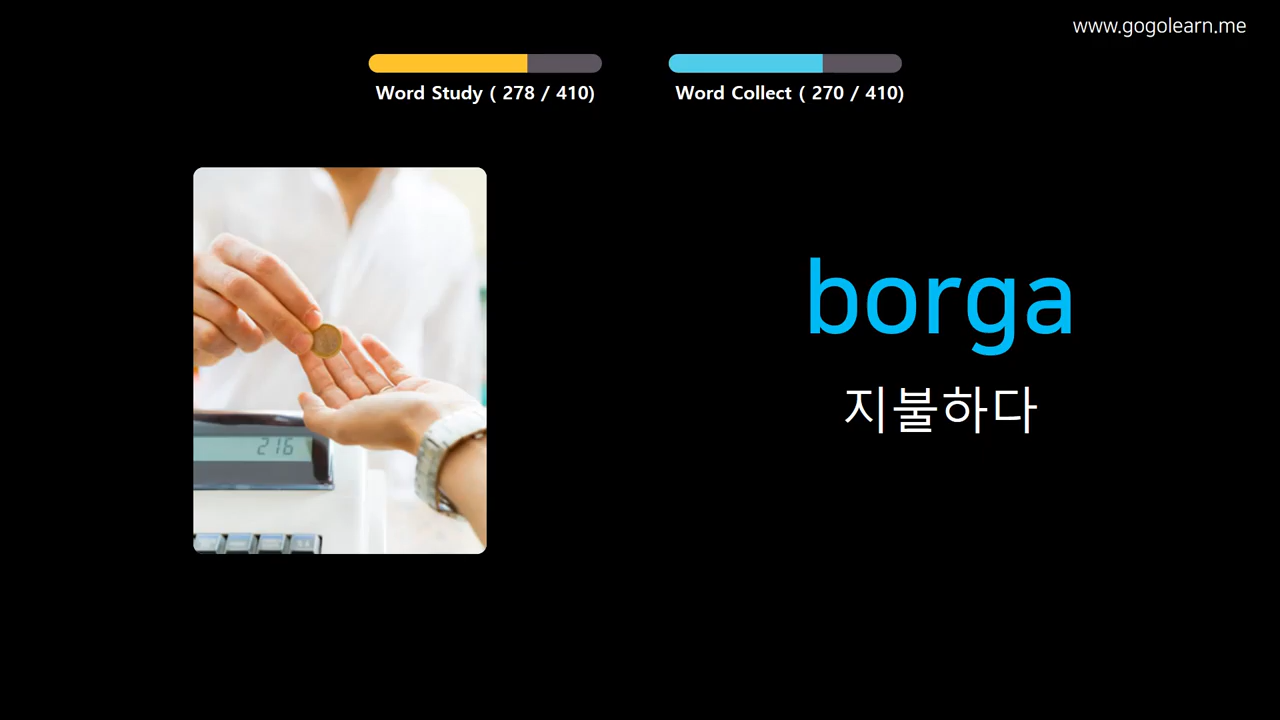 www.gogolearn.me
Word Study ( 278 / 410)
Word Collect ( 270 / 410)
borga
지불하다
216